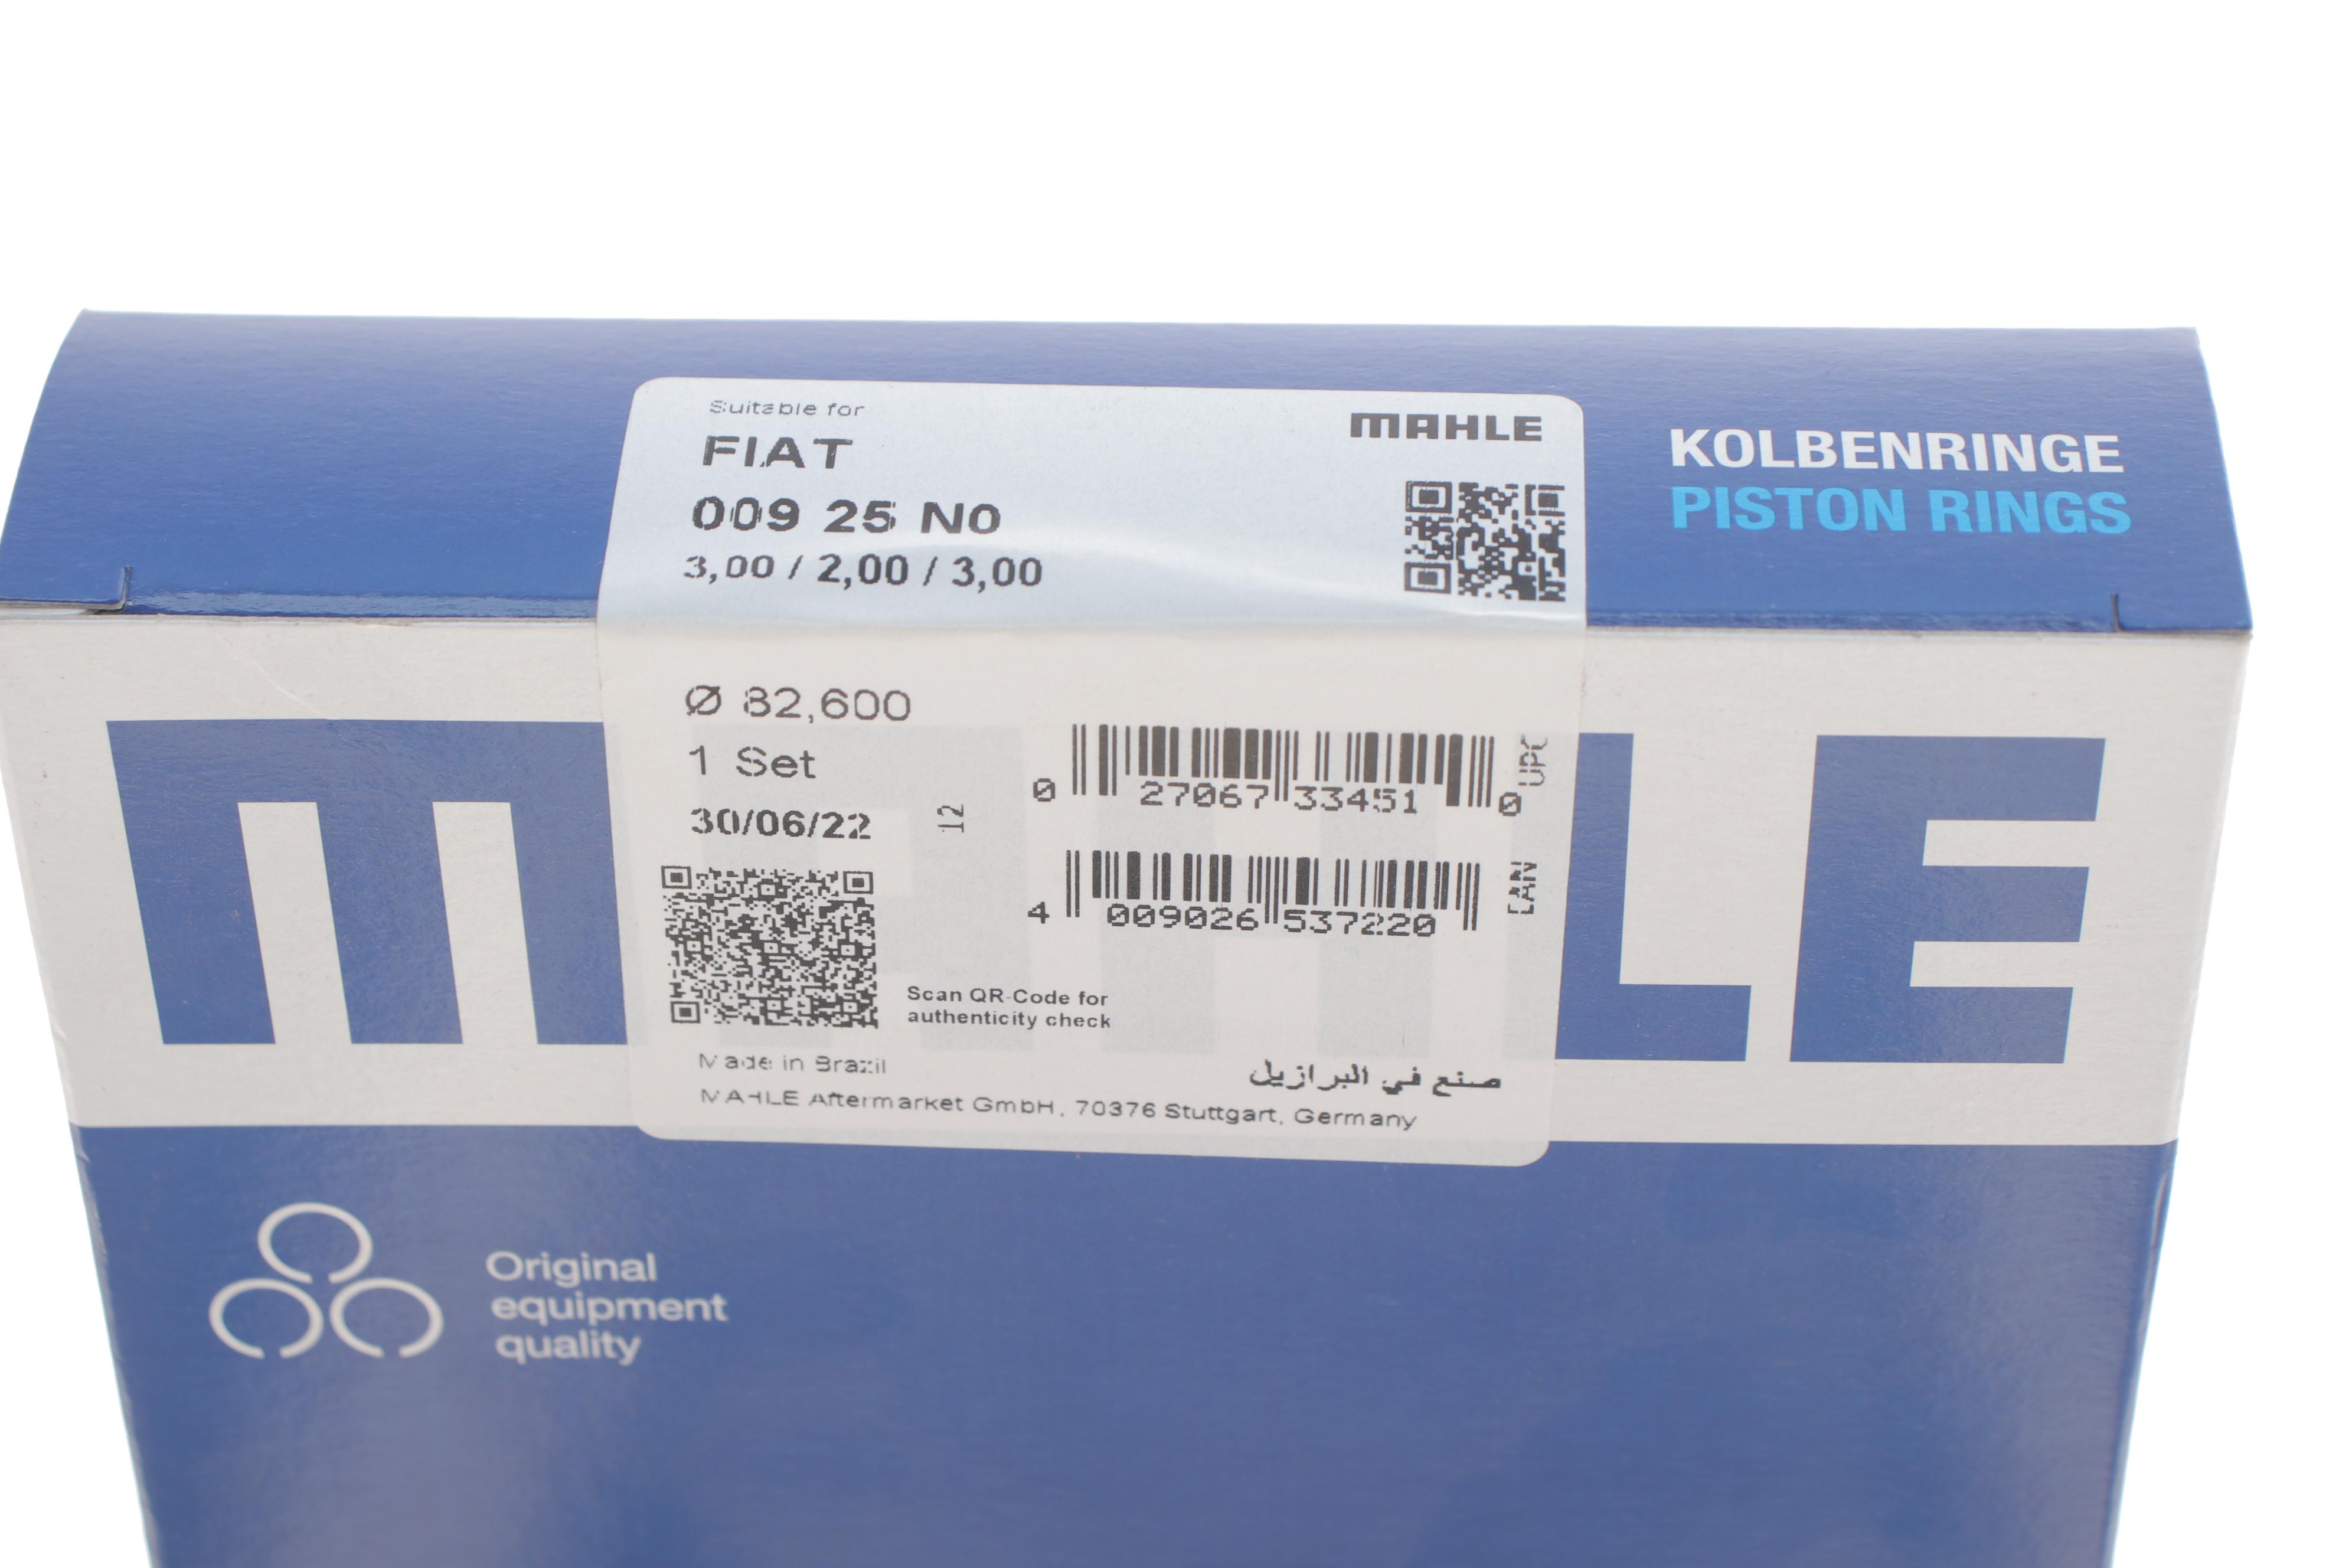 Suitable for
FIAT
009 25 N0
3,00 / 2,00 / 3,00
MAHLE
KOLBENRINGE
PISTON RINGS
Ø 82,600
1 Set
30/06/22
12
0 27067 33451 0
UPC
4 009026 537220
EAN
Scan QR-Code for
authenticity check
Made in Brazil
صنع في البرازيل
MAHLE Aftermarket GmbH, 70376 Stuttgart, Germany
MAHLE
Original
equipment
quality